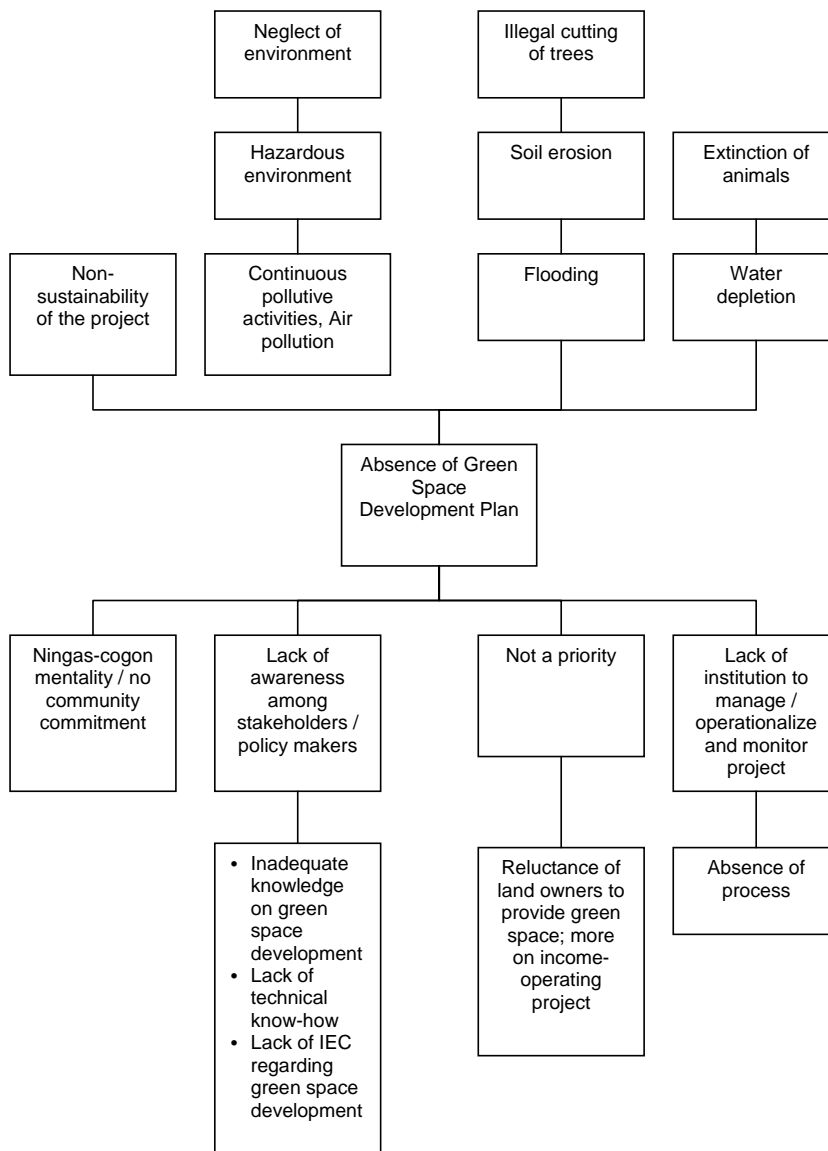 Neglect of
environment
Illegal cutting
of trees
Hazardous
environment
Soil erosion
Extinction of
animals
Non-
sustainability
of the project
Continuous
pollutive
activities, Air
pollution
Flooding
Water
depletion
Absence of Green
Space
Development Plan
Ningas-cogon
mentality / no
community
commitment
Lack of
awareness
among
stakeholders /
policy makers
Not a priority
Lack of
institution to
manage /
operationalize
and monitor
project
• Inadequate
knowledge
on green
space
development
• Lack of
technical
know-how
• Lack of IEC
regarding
green space
development
Reluctance of
land owners to
provide green
space; more
on income-
operating
project
Absence of
process